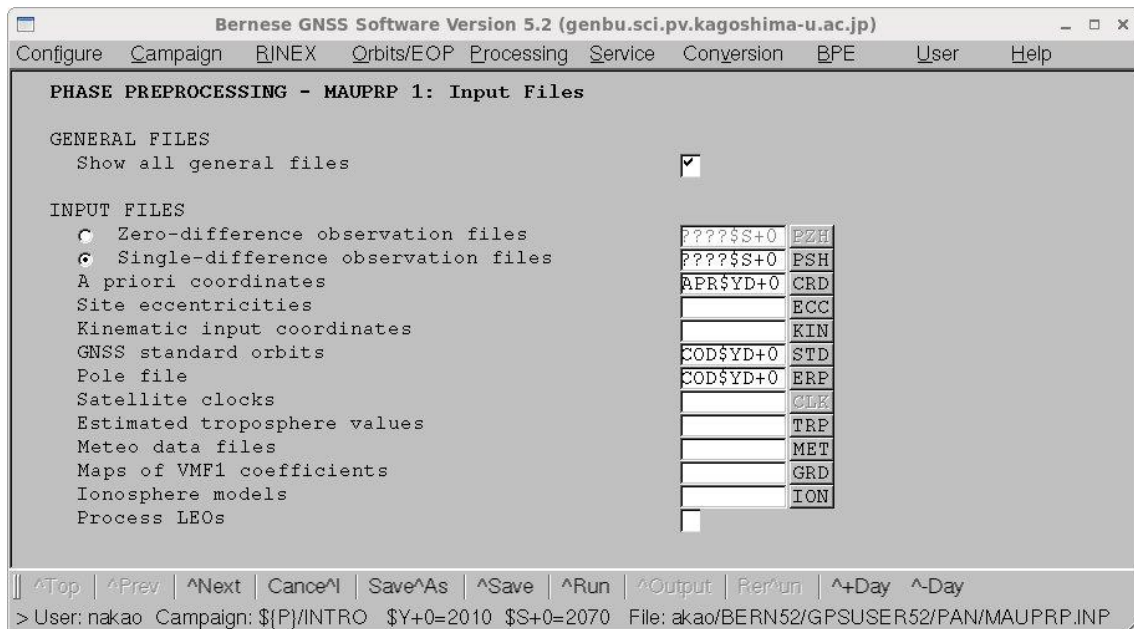 Bernese GNSS Software Version 5.2 (genbu.sci.pv.kagoshima-u.ac.jp)
Configure Campaign RINEX Orbits/EOP Processing Service Conversion BPE User Help
PHASE PREPROCESSING - MAUPRP 1: Input Files
GENERAL FILES
Show all general files
INPUT FILES
Zero-difference observation files ????$S+0 PZH
Single-difference observation files ????$S+0 PSH
A priori coordinates APR$YD+0 CRD
Site eccentricities ECC
Kinematic input coordinates KIN
GNSS standard orbits COD$YD+0 STD
Pole file COD$YD+0 ERP
Satellite clocks CLK
Estimated troposphere values TRP
Meteo data files MET
Maps of VMF1 coefficients GRD
Ionosphere models ION
Process LEOs
^Top | ^Prev | ^Next | Cance^l | Save^As | ^Save | ^Run | ^Output | Rer^un | ^+Day ^-Day
> User: nakao Campaign: ${P}/INTRO $Y+0=2010 $S+0=2070 File: akao/BERN52/GPSUSER52/PAN/MAUPRP.INP